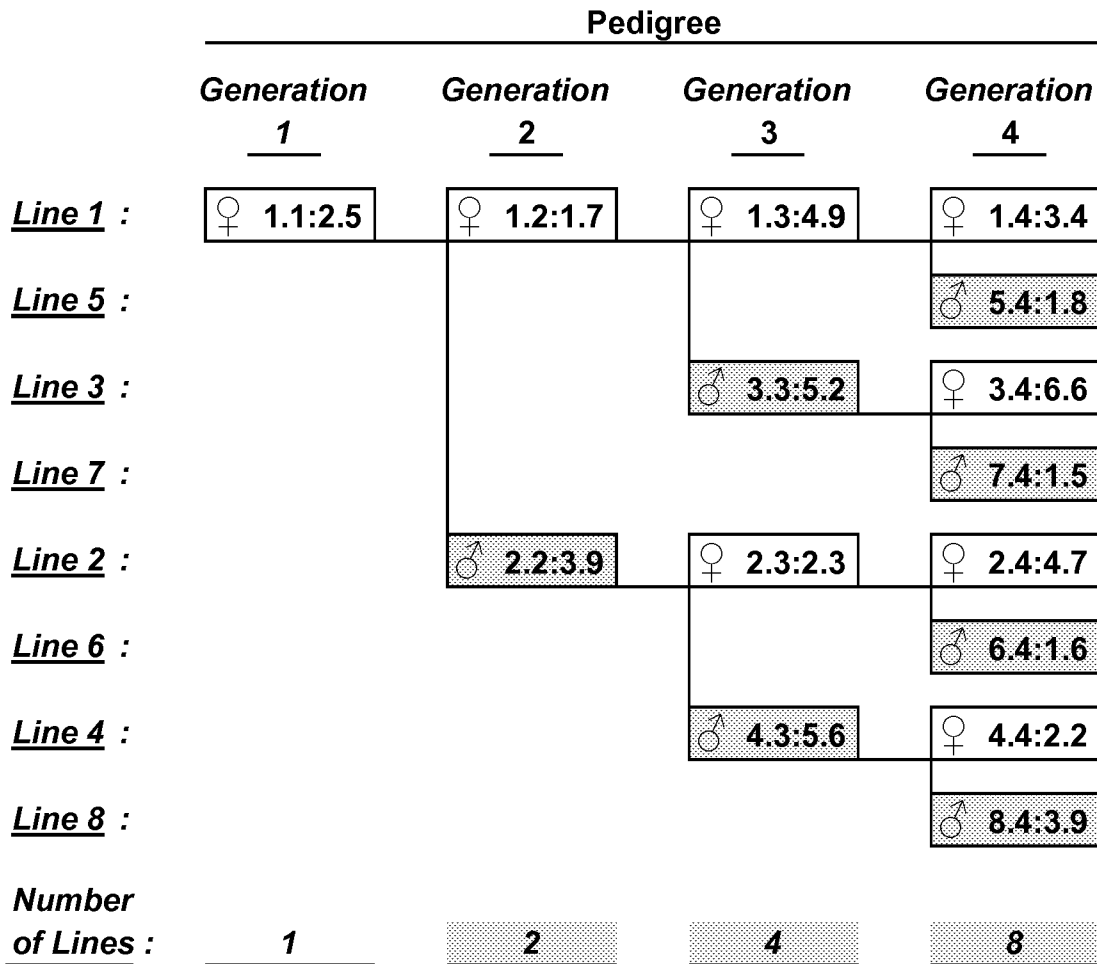 Pedigree
Generation Generation Generation Generation
1 2 3 4
Line 1 : ♀ 1.1:2.5 ♀ 1.2:1.7 ♀ 1.3:4.9 ♀ 1.4:3.4
Line 5 : ♂ 5.4:1.8
Line 3 : ♂ 3.3:5.2 ♀ 3.4:6.6
Line 7 : ♂ 7.4:1.5
Line 2 : ♂ 2.2:3.9 ♀ 2.3:2.3 ♀ 2.4:4.7
Line 6 : ♂ 6.4:1.6
Line 4 : ♂ 4.3:5.6 ♀ 4.4:2.2
Line 8 : ♂ 8.4:3.9
Number
of Lines : 1 2 4 8